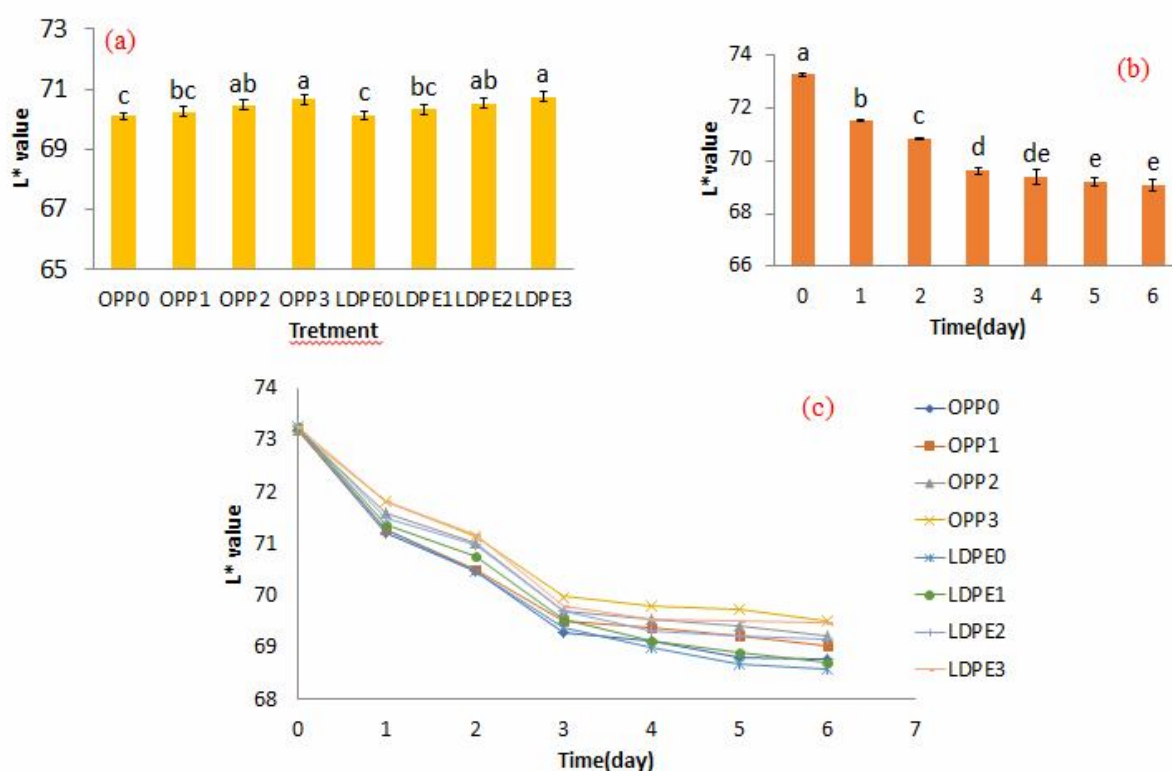 (a)
73
71
69
67
65
L* value
c bc ab a c bc ab a
OPP0 OPP1 OPP2 OPP3 LDPE0 LDPE1 LDPE2 LDPE3
Tretment
(b)
74
72
70
68
66
L*value
a
b
c
d
de
e
e
0 1 2 3 4 5 6
Time(day)
(c)
74
73
72
71
70
69
68
L* value
0 1 2 3 4 5 6 7
Time(day)
OPP0
OPP1
OPP2
OPP3
LDPE0
LDPE1
LDPE2
LDPE3